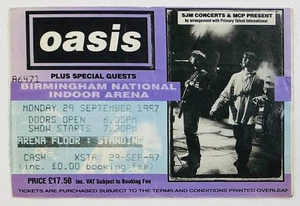 oasis
SJM CONCERTS & MCP PRESENT
by arrangement with Primary Talent International
PLUS SPECIAL GUESTS
A6471
BIRMINGHAM NATIONAL
INDOOR ARENA
MONDAY 29 SEPTEMBER 1997
DOORS OPEN 6.00PM
SHOW STARTS 7.30PM
ARENA FLOOR : STANDING
CASH XSTA 29-SEP-97
(inc. £0.00 booking fee)
PRICE £17.50 inc. VAT Subject to Booking Fee
TICKETS ARE PURCHASED SUBJECT TO THE TERMS AND CONDITIONS PRINTED OVERLEAF